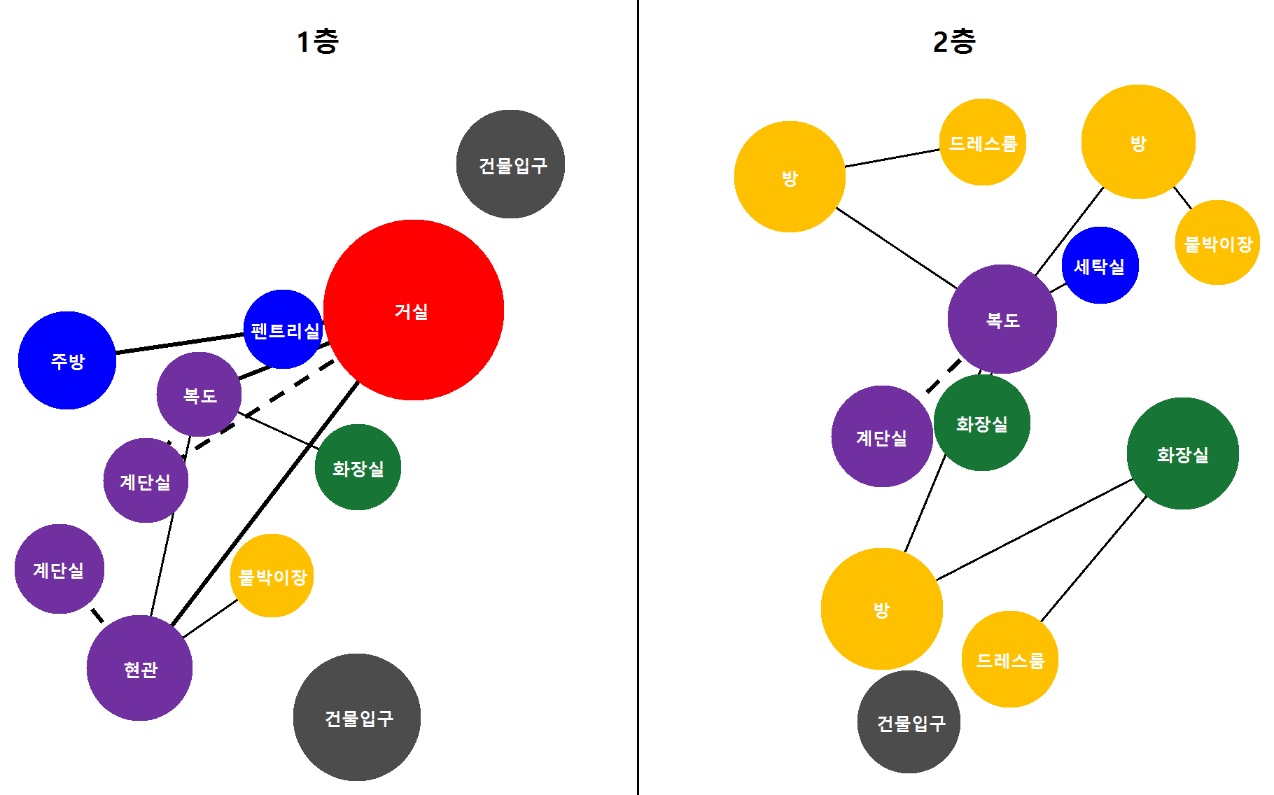 1층
건물입구
거실
펜트리실
주방
복도
화장실
계단실
계단실
붙박이장
현관
건물입구
2층
드레스룸
방
방
붙박이장
세탁실
복도
화장실
계단실
화장실
방
드레스룸
건물입구